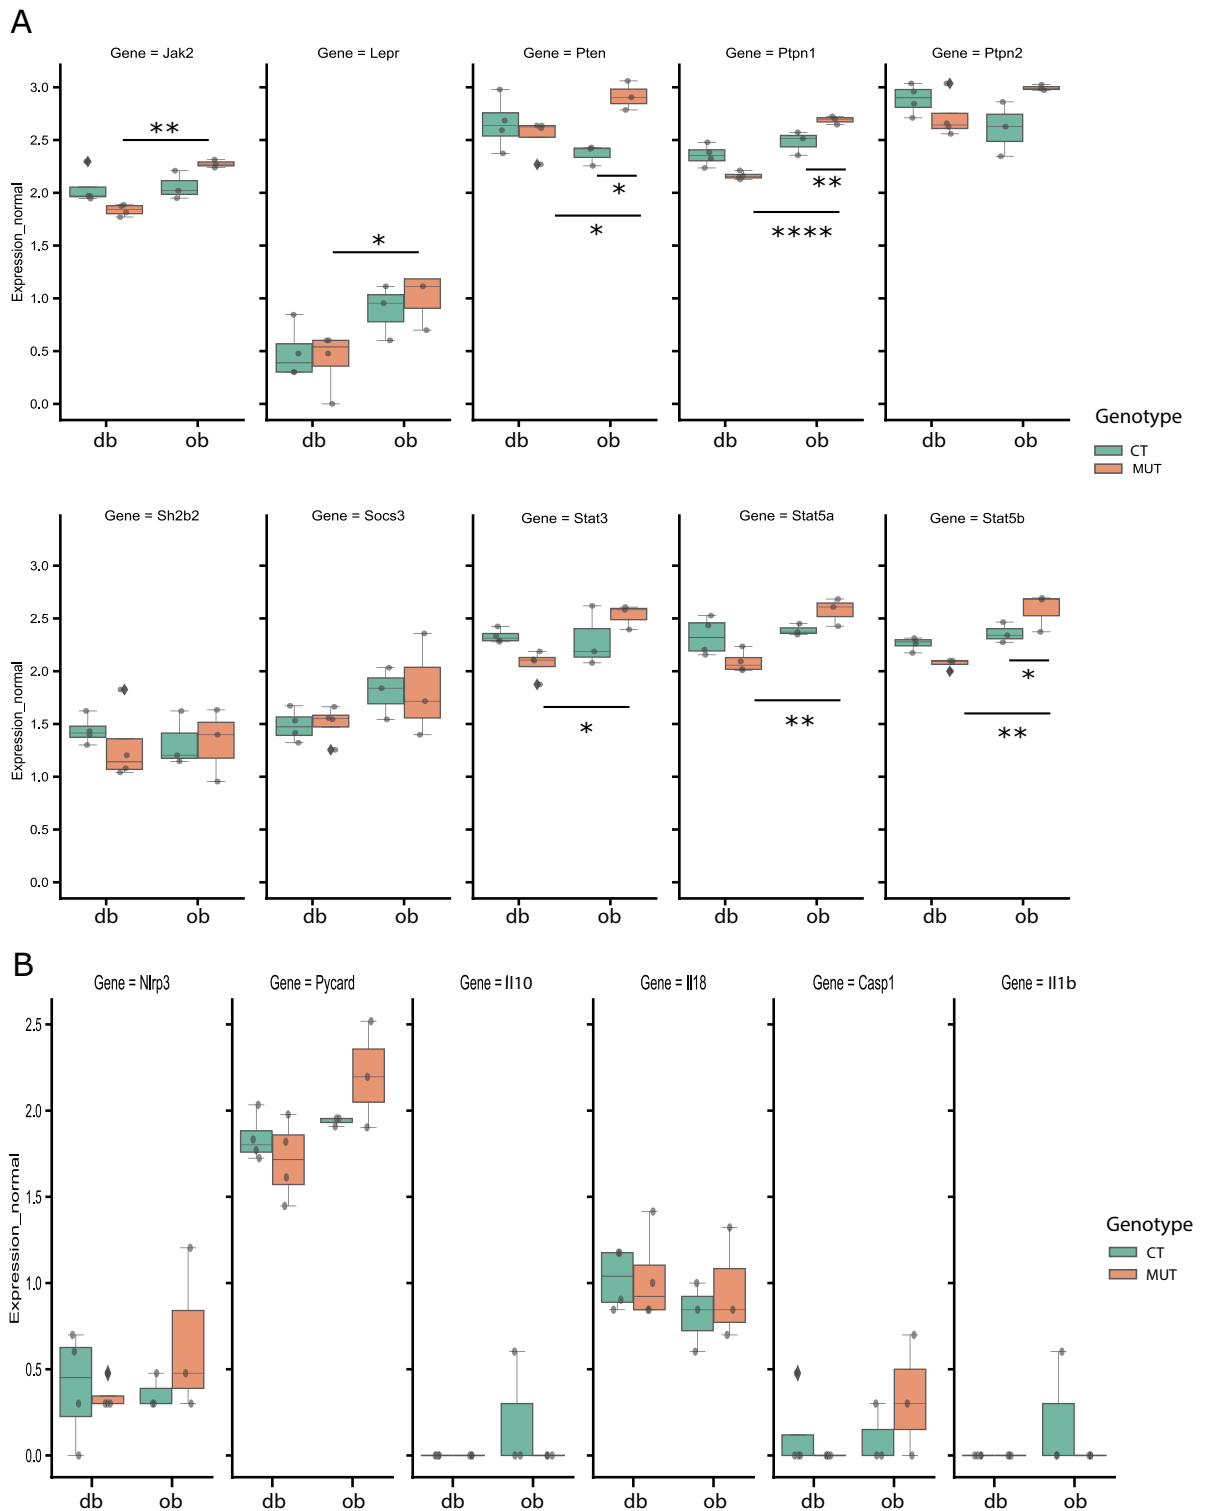 A
Gene = Jak2
Gene = Lepr
Gene = Pten
Gene = Ptpn1
Gene = Ptpn2
Expression_normal
3.0
2.5
2.0
1.5
1.0
0.5
0.0
**
*
*
*
**
****
db
ob
db
ob
db
ob
db
ob
db
ob
Genotype
CT
MUT
Gene = Sh2b2
Gene = Socs3
Gene = Stat3
Gene = Stat5a
Gene = Stat5b
Expression_normal
3.0
2.5
2.0
1.5
1.0
0.5
0.0
*
**
*
**
db
ob
db
ob
db
ob
db
ob
db
ob
B
Gene = Nlrp3
Gene = Pycard
Gene = Il10
Gene = Il18
Gene = Casp1
Gene = Il1b
Expression_normal
2.5
2.0
1.5
1.0
0.5
0.0
db
ob
db
ob
db
ob
db
ob
db
ob
db
ob
Genotype
CT
MUT